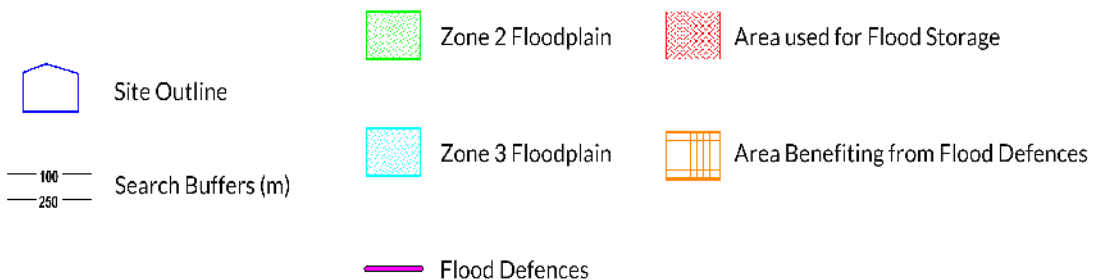 Site Outline
100
250
Search Buffers (m)
Zone 2 Floodplain
Zone 3 Floodplain
Flood Defences
Area used for Flood Storage
Area Benefiting from Flood Defences